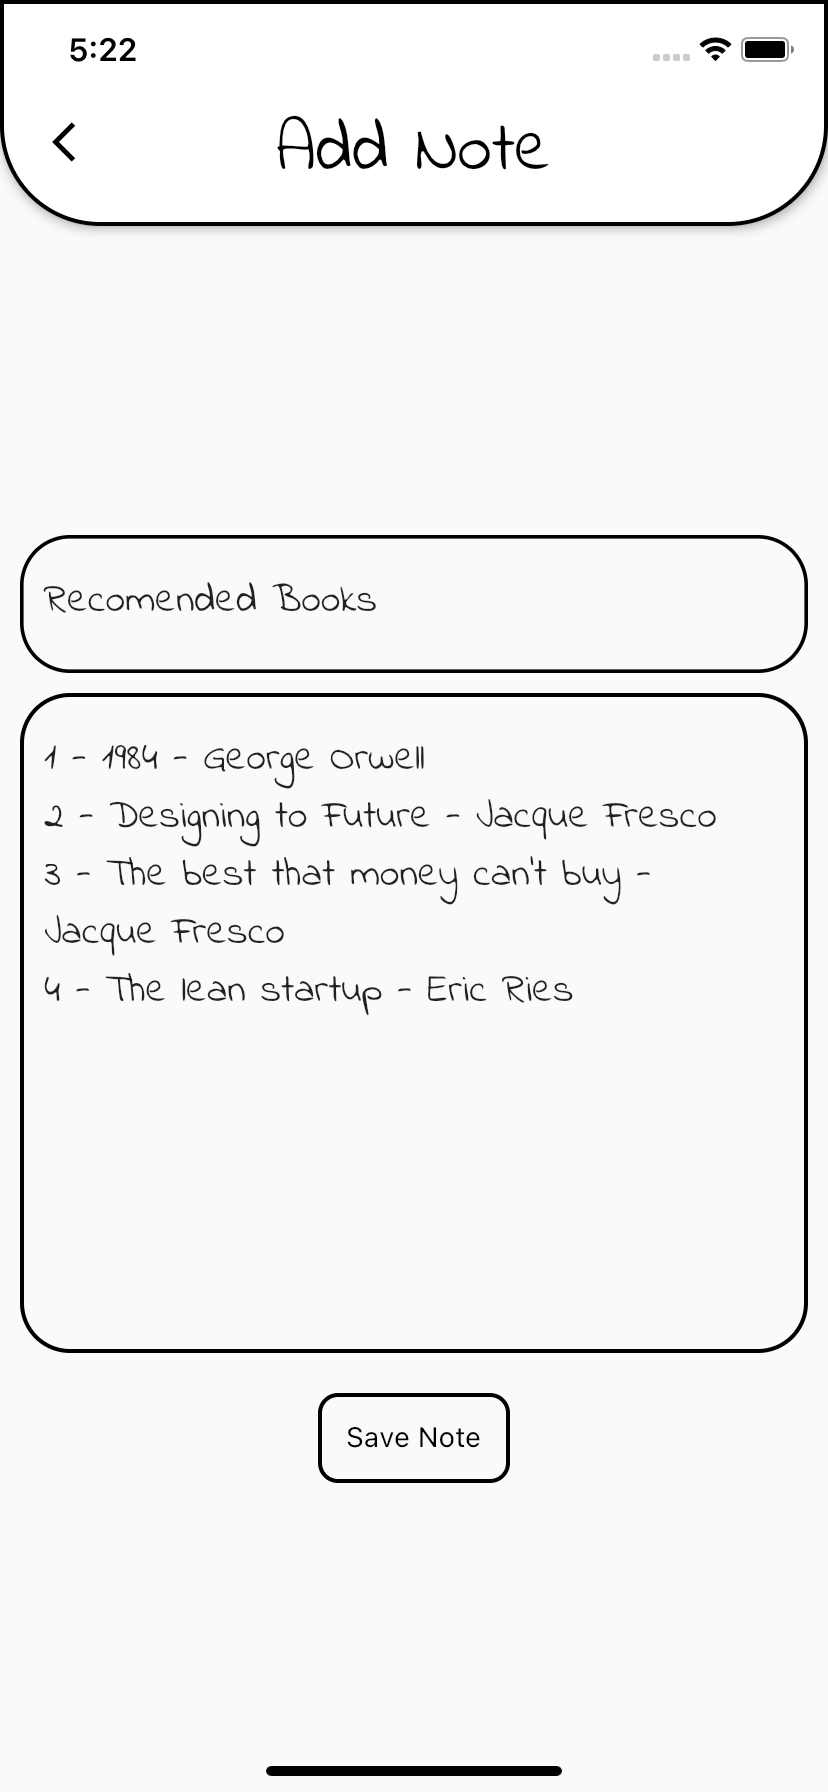 5:22
Add Note
Recomended Books
1 - 1984 - George Orwell
2 - Designing to Future - Jacque Fresco
3 - The best that money can't buy -
Jacque Fresco
4 - The lean startup - Eric Ries
Save Note